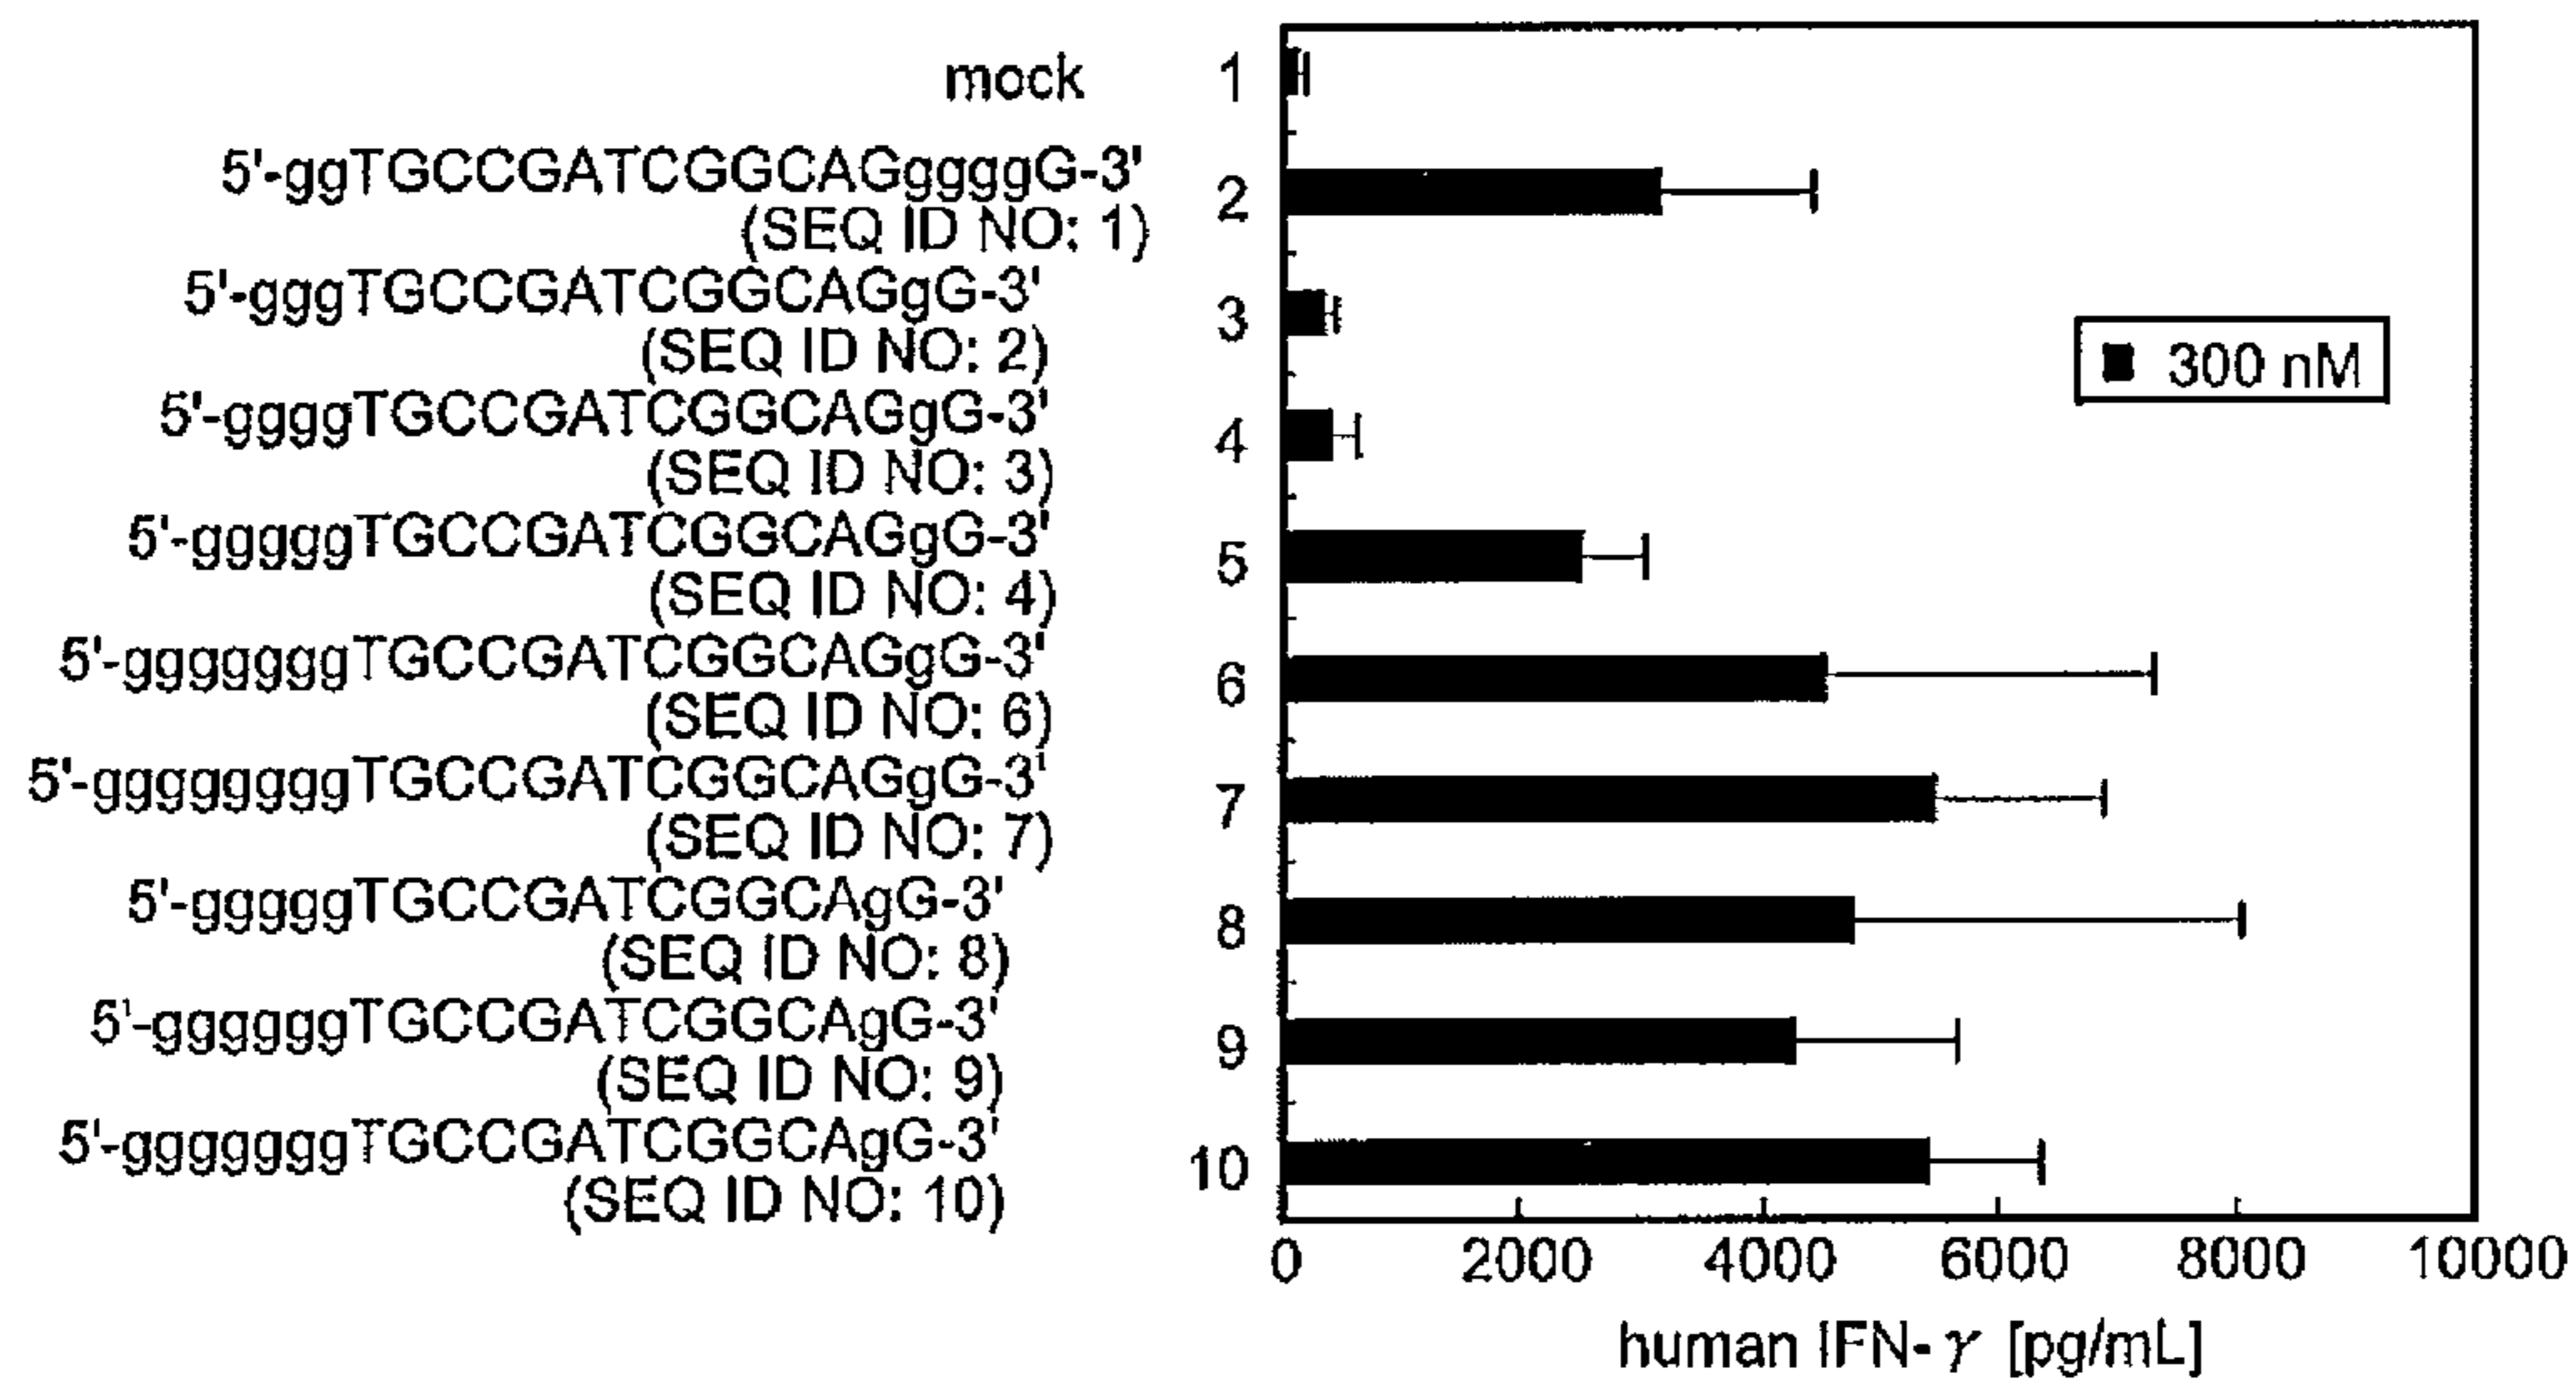 mock 1
5'-ggTGCCGATCGGCAGggggG-3' 2
(SEQ ID NO: 1)
5'-gggTGCCGATCGGCAGgG-3' 3
(SEQ ID NO: 2)
300 nM
5'-ggggTGCCGATCGGCAGgG-3' 4
(SEQ ID NO: 3)
5'-gggggTGCCGATCGGCAGgG-3' 5
(SEQ ID NO: 4)
5'-gggggggTGCCGATCGGCAGgG-3' 6
(SEQ ID NO: 6)
5'-ggggggggTGCCGATCGGCAGgG-3' 7
(SEQ ID NO: 7)
5'-gggggTGCCGATCGGCAgG-3' 8
(SEQ ID NO: 8)
5'-ggggggTGCCGATCGGCAgG-3' 9
(SEQ ID NO: 9)
5'-gggggggTGCCGATCGGCAgG-3' 10
(SEQ ID NO: 10)
0 2000 4000 6000 8000 10000
human IFN-γ [pg/mL]